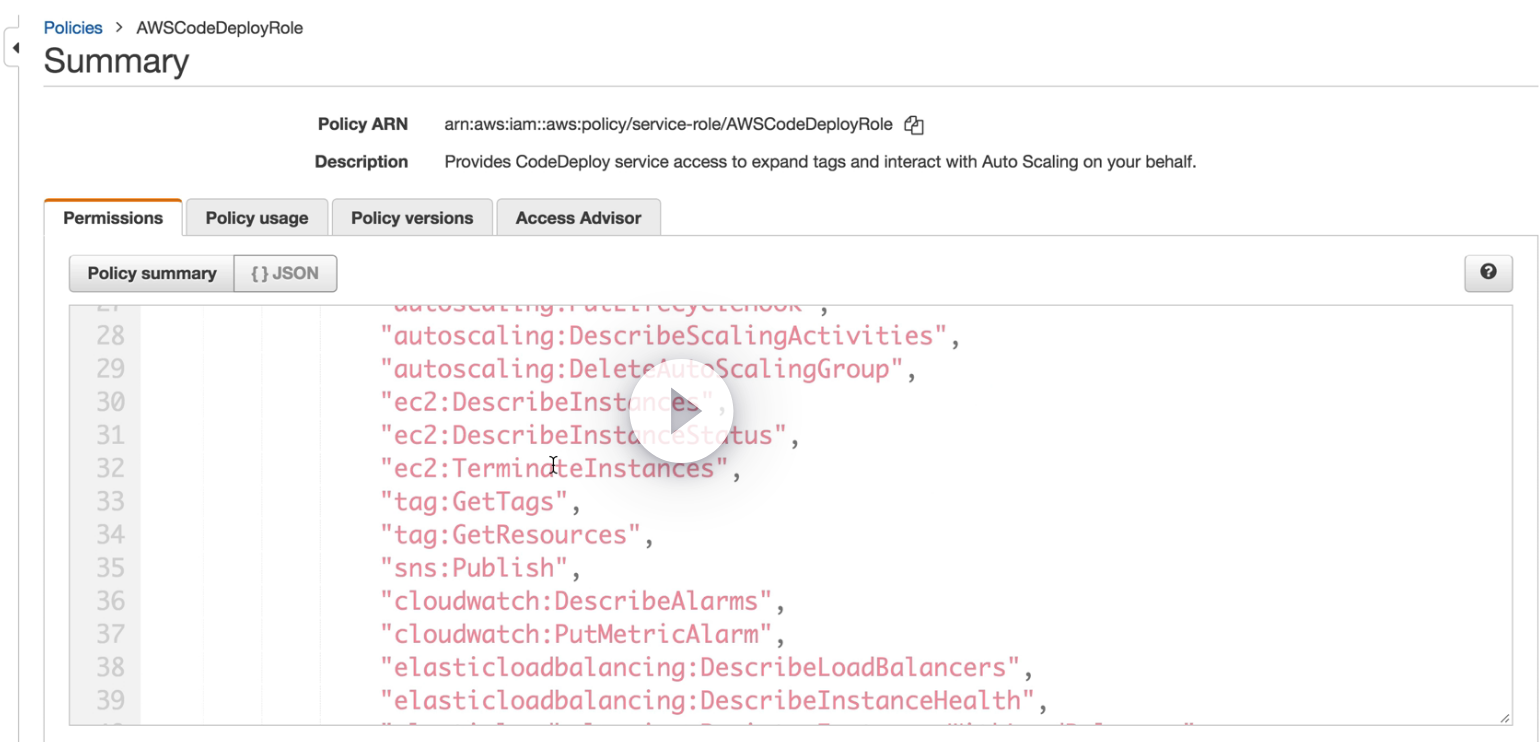 Policies > AWSCodeDeployRole
Summary
Policy ARN arn:aws:iam::aws:policy/service-role/AWSCodeDeployRole
Description Provides CodeDeploy service access to expand tags and interact with Auto Scaling on your behalf.
Permissions Policy usage Policy versions Access Advisor
Policy summary { } JSON ?
27 "autoscaling:PutLifecycleHook",
28 "autoscaling:DescribeScalingActivities",
29 "autoscaling:DeleteAutoScalingGroup",
30 "ec2:DescribeInstances",
31 "ec2:DescribeInstanceStatus",
32 "ec2:TerminateInstances",
33 "tag:GetTags",
34 "tag:GetResources",
35 "sns:Publish",
36 "cloudwatch:DescribeAlarms",
37 "cloudwatch:PutMetricAlarm",
38 "elasticloadbalancing:DescribeLoadBalancers",
39 "elasticloadbalancing:DescribeInstanceHealth",